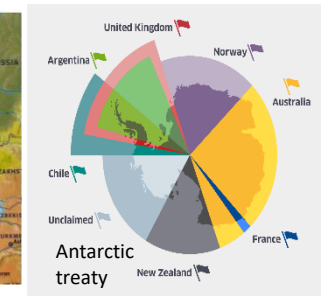 United Kingdom
Norway
Argentina
Australia
Chile
Unclaimed
France
Antarctic
treaty
New Zealand